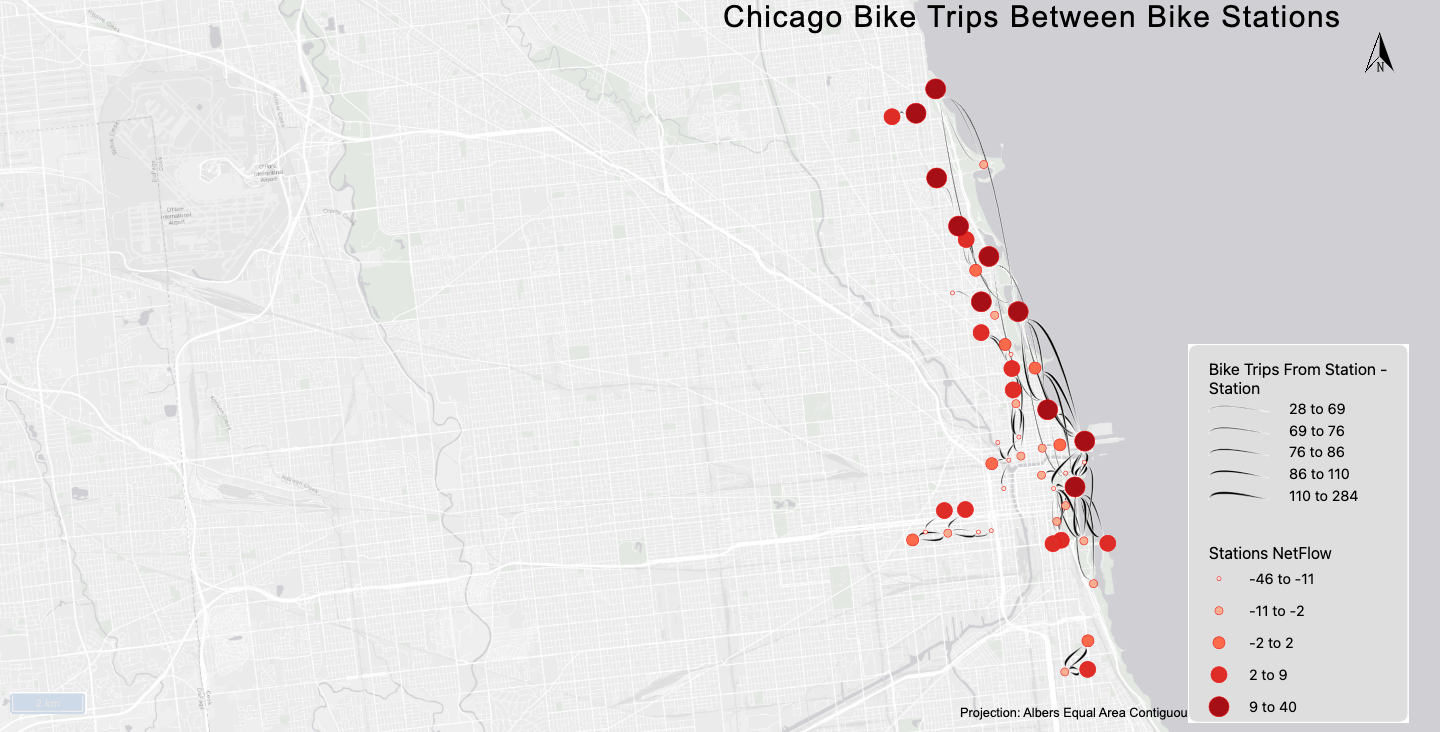 Chicago Bike Trips Between Bike Stations
N
Bike Trips From Station -
Station
28 to 69
69 to 76
76 to 86
86 to 110
110 to 284
Stations NetFlow
-46 to -11
-11 to -2
-2 to 2
2 to 9
9 to 40
2 km
Projection: Albers Equal Area Contiguou